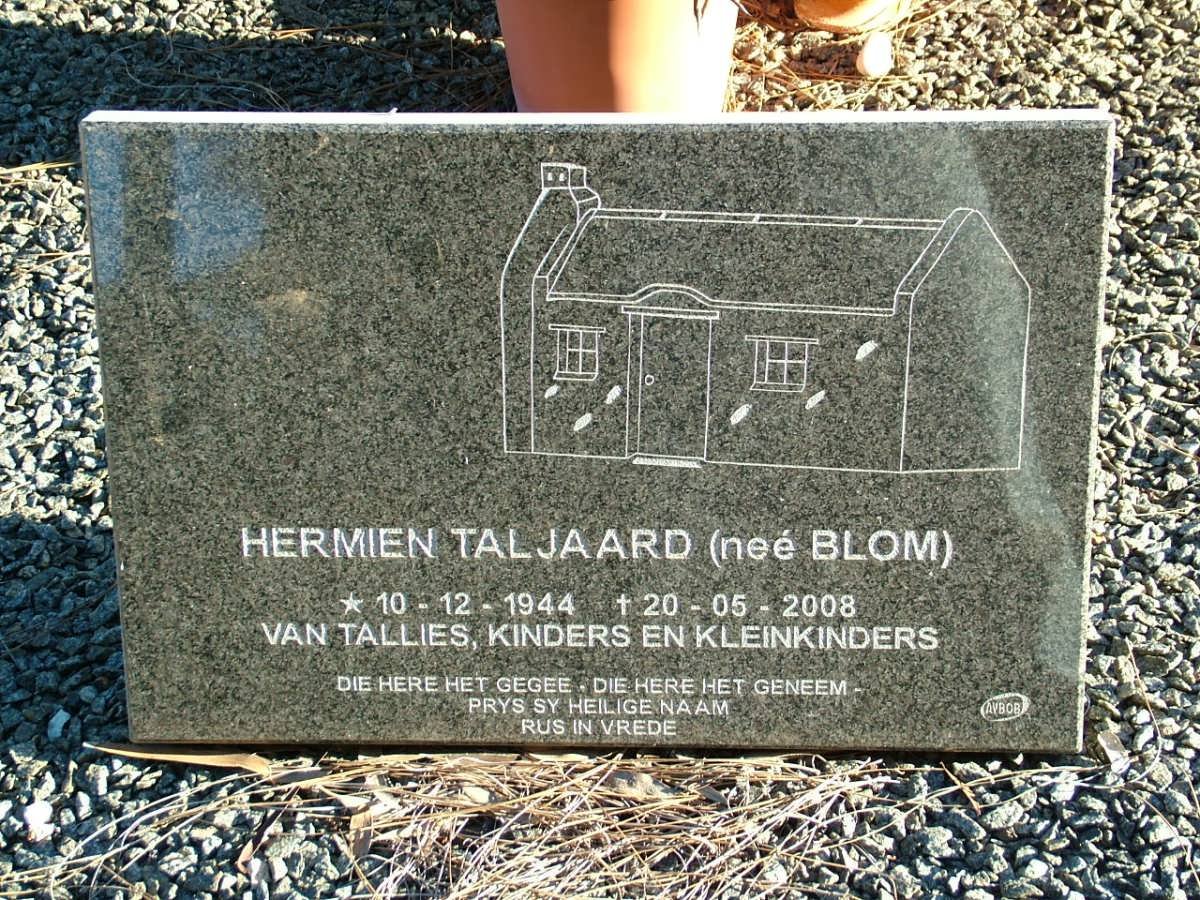 HERMIEN TALJAARD (neé BLOM)
★ 10 - 12 - 1944 ✝ 20 - 05 - 2008
VAN TALLIES, KINDERS EN KLEINKINDERS
DIE HERE HET GEGEE - DIE HERE HET GENEEM -
PRYS SY HEILIGE NAAM
RUS IN VREDE
AVBOB